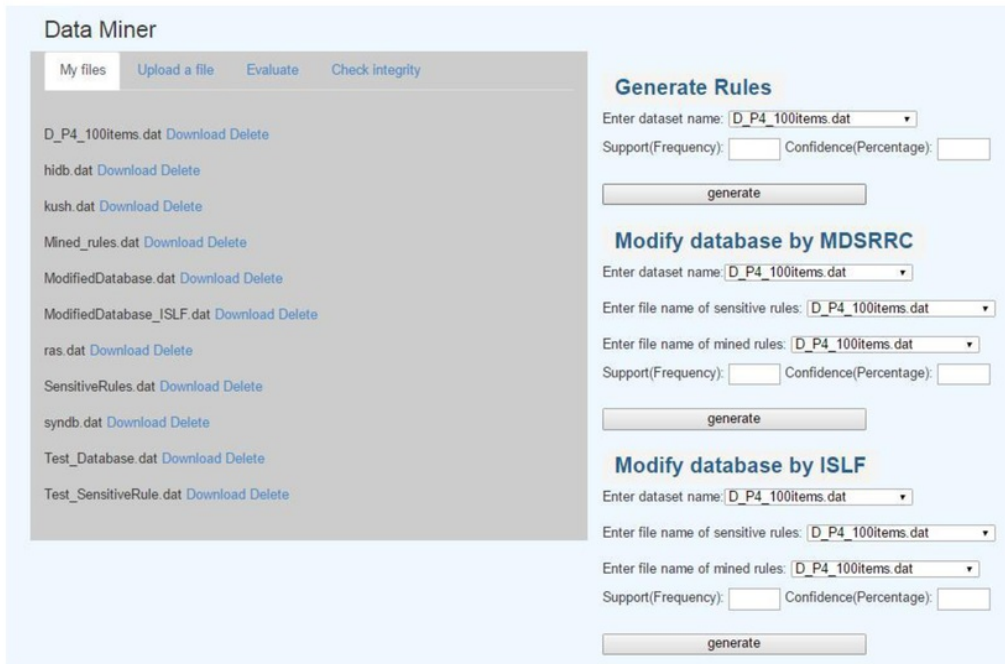 Data Miner
My files Upload a file Evaluate Check integrity
D_P4_100items.dat Download Delete
hidb.dat Download Delete
kush.dat Download Delete
Mined_rules.dat Download Delete
ModifiedDatabase.dat Download Delete
ModifiedDatabase_ISLF.dat Download Delete
ras.dat Download Delete
SensitiveRules.dat Download Delete
syndb.dat Download Delete
Test_Database.dat Download Delete
Test_SensitiveRule.dat Download Delete
Generate Rules
Enter dataset name: D_P4_100items.dat
Support(Frequency): Confidence(Percentage):
generate
Modify database by MDSRRC
Enter dataset name: D_P4_100items.dat
Enter file name of sensitive rules: D_P4_100items.dat
Enter file name of mined rules: D_P4_100items.dat
Support(Frequency): Confidence(Percentage):
generate
Modify database by ISLF
Enter dataset name: D_P4_100items.dat
Enter file name of sensitive rules: D_P4_100items.dat
Enter file name of mined rules: D_P4_100items.dat
Support(Frequency): Confidence(Percentage):
generate